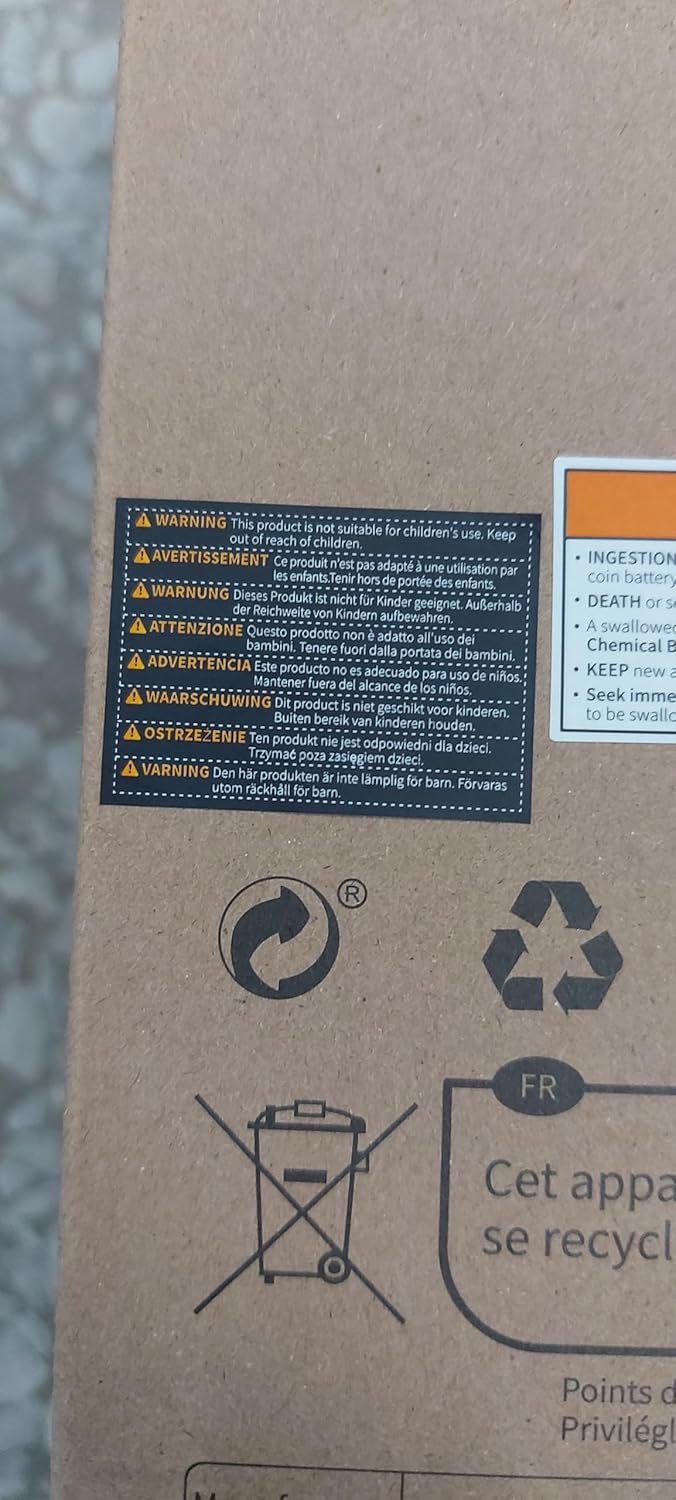 WARNING This product is not suitable for children's use. Keep
out of reach of children.
AVERTISSEMENT Ce produit n'est pas adapté à une utilisation par
les enfants.Tenir hors de portée des enfants.
WARNUNG Dieses Produkt ist nicht für Kinder geeignet. Außerhalb
der Reichweite von Kindern aufbewahren.
ATTENZIONE Questo prodotto non è adatto all'uso dei
bambini. Tenere fuori dalla portata dei bambini.
ADVERTENCIA Este producto no es adecuado para uso de niños.
Mantener fuera del alcance de los niños.
WAARSCHUWING Dit product is niet geschikt voor kinderen.
Buiten bereik van kinderen houden.
OSTRZEŻENIE Ten produkt nie jest odpowiedni dla dzieci.
Trzymać poza zasięgiem dzieci.
VARNING Den här produkten är inte lämplig för barn. Förvaras
utom räckhåll för barn.
• INGESTION
coin battery
• DEATH or s
• A swallowed
Chemical B
• KEEP new a
• Seek imme
to be swallo
®
FR
Cet appa
se recycl
Points d
Privilégi